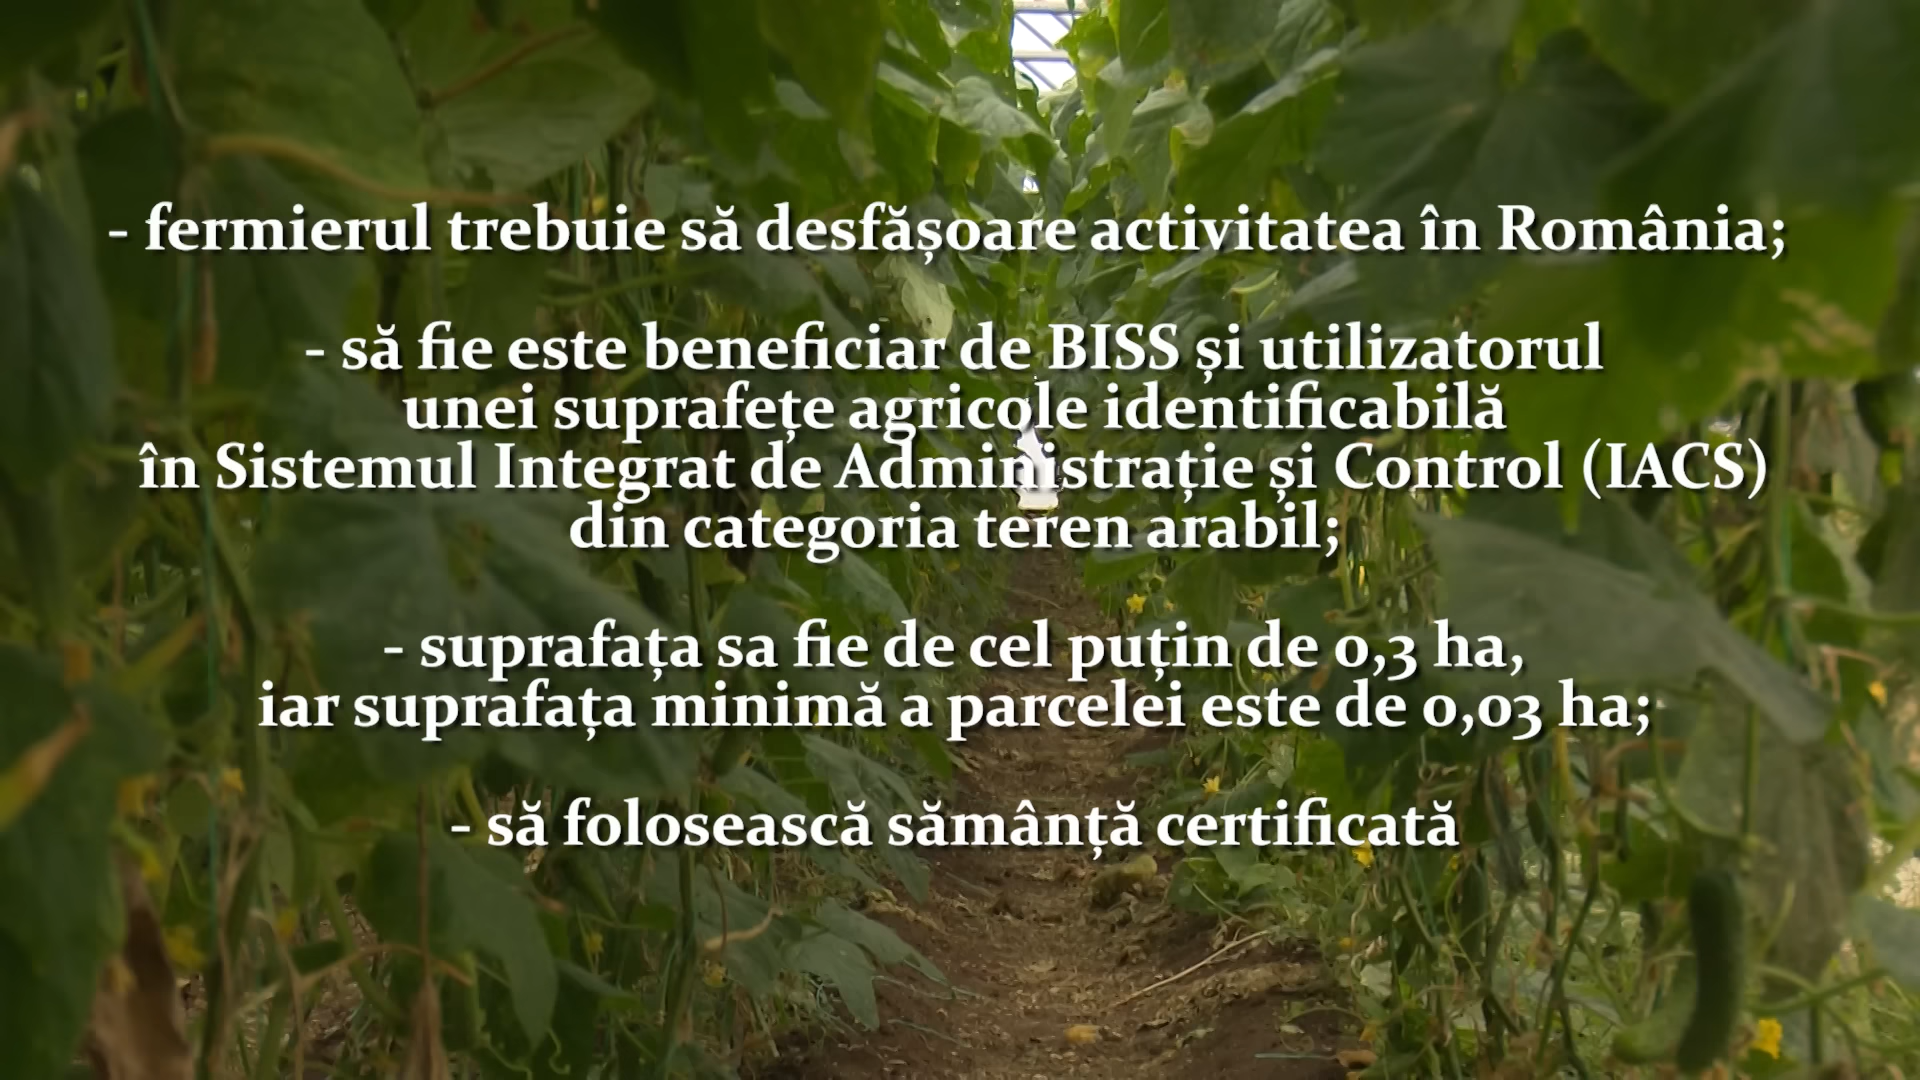 - fermierul trebuie să desfășoare activitatea în România;
- să fie este beneficiar de BISS și utilizatorul
unei suprafețe agricole identificabilă
în Sistemul Integrat de Administrație și Control (IACS)
din categoria teren arabil;
- suprafața sa fie de cel puțin de 0,3 ha,
iar suprafața minimă a parcelei este de 0,03 ha;
- să folosească sămânță certificată